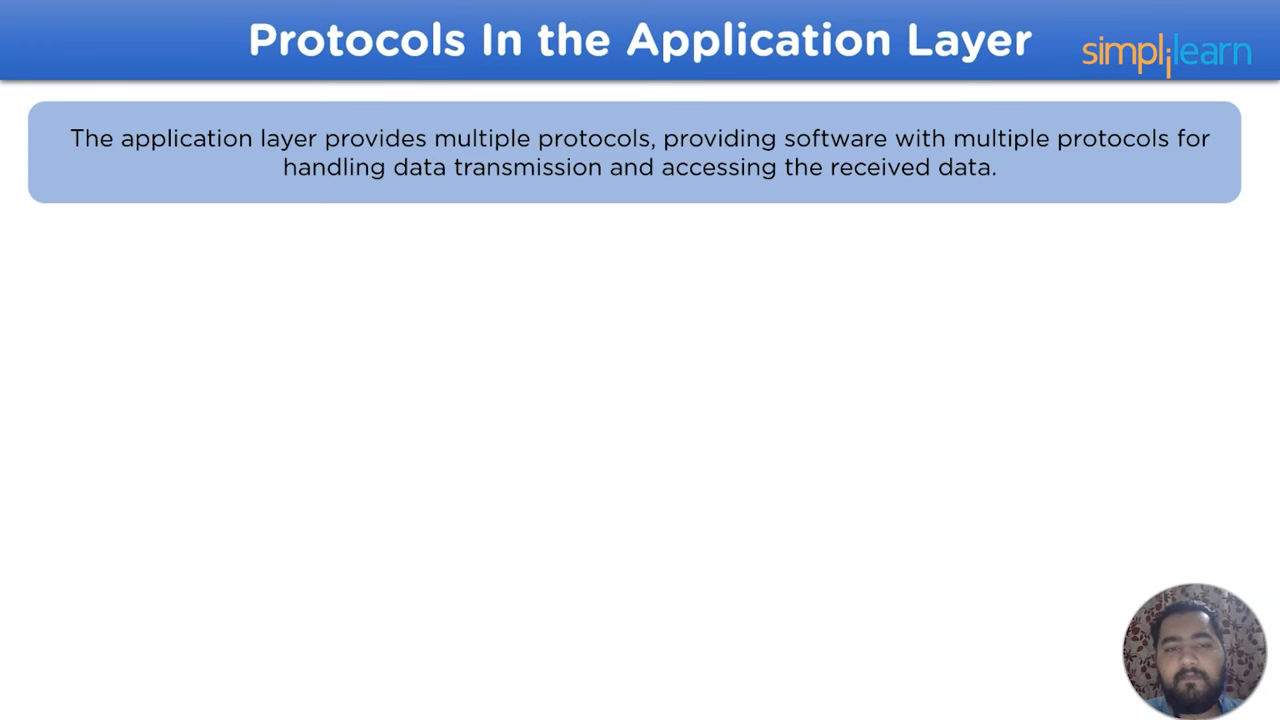 Protocols In the Application Layer
simplilearn
The application layer provides multiple protocols, providing software with multiple protocols for
handling data transmission and accessing the received data.